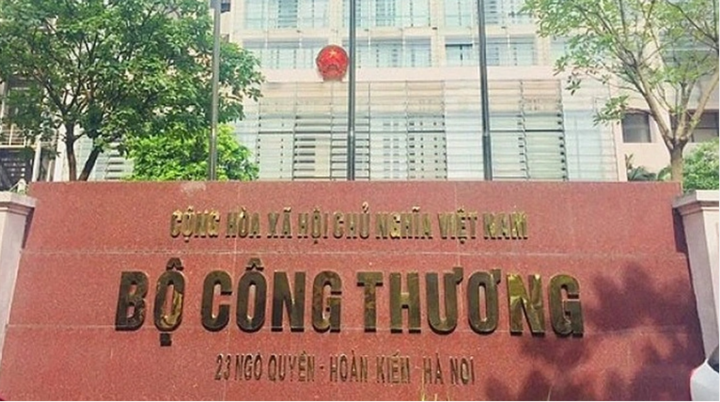 CỘNG HÒA XÃ HỘI CHỦ NGHĨA VIỆT NAM
BỘ CÔNG THƯƠNG
23 NGÔ QUYỀN - HOÀN KIẾM - HÀ NỘI